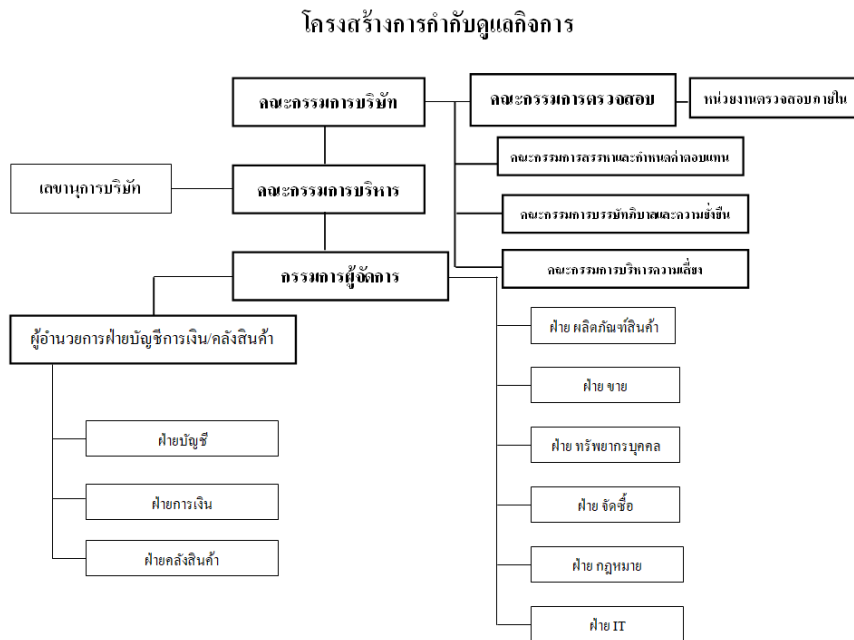 โครงสร้างการกำกับดูแลกิจการ
คณะกรรมการบริษัท
คณะกรรมการตรวจสอบ
หน่วยงานตรวจสอบภายใน
คณะกรรมการสรรหาและกำหนดค่าตอบแทน
เลขานุการบริษัท
คณะกรรมการบริหาร
คณะกรรมการบรรษัทภิบาลและความยั่งยืน
กรรมการผู้จัดการ
คณะกรรมการบริหารความเสี่ยง
ผู้อำนวยการฝ่ายบัญชีการเงิน/คลังสินค้า
ฝ่าย ผลิตภัณฑ์สินค้า
ฝ่าย ขาย
ฝ่ายบัญชี
ฝ่าย ทรัพยากรบุคคล
ฝ่ายการเงิน
ฝ่าย จัดซื้อ
ฝ่ายคลังสินค้า
ฝ่าย กฎหมาย
ฝ่าย IT